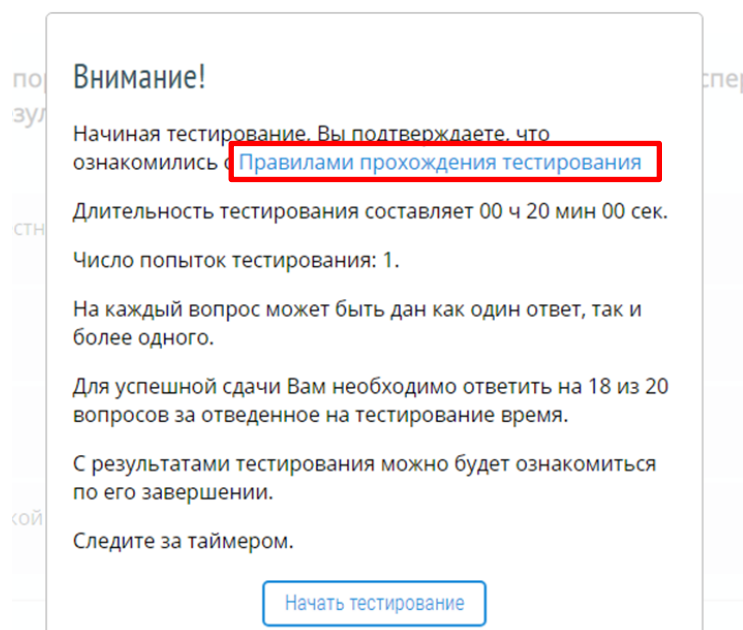 Внимание!
Начиная тестирование, Вы подтверждаете, что
ознакомились с Правилами прохождения тестирования
Длительность тестирования составляет 00 ч 20 мин 00 сек.
Число попыток тестирования: 1.
На каждый вопрос может быть дан как один ответ, так и
более одного.
Для успешной сдачи Вам необходимо ответить на 18 из 20
вопросов за отведенное на тестирование время.
С результатами тестирования можно будет ознакомиться
по его завершении.
Следите за таймером.
Начать тестирование